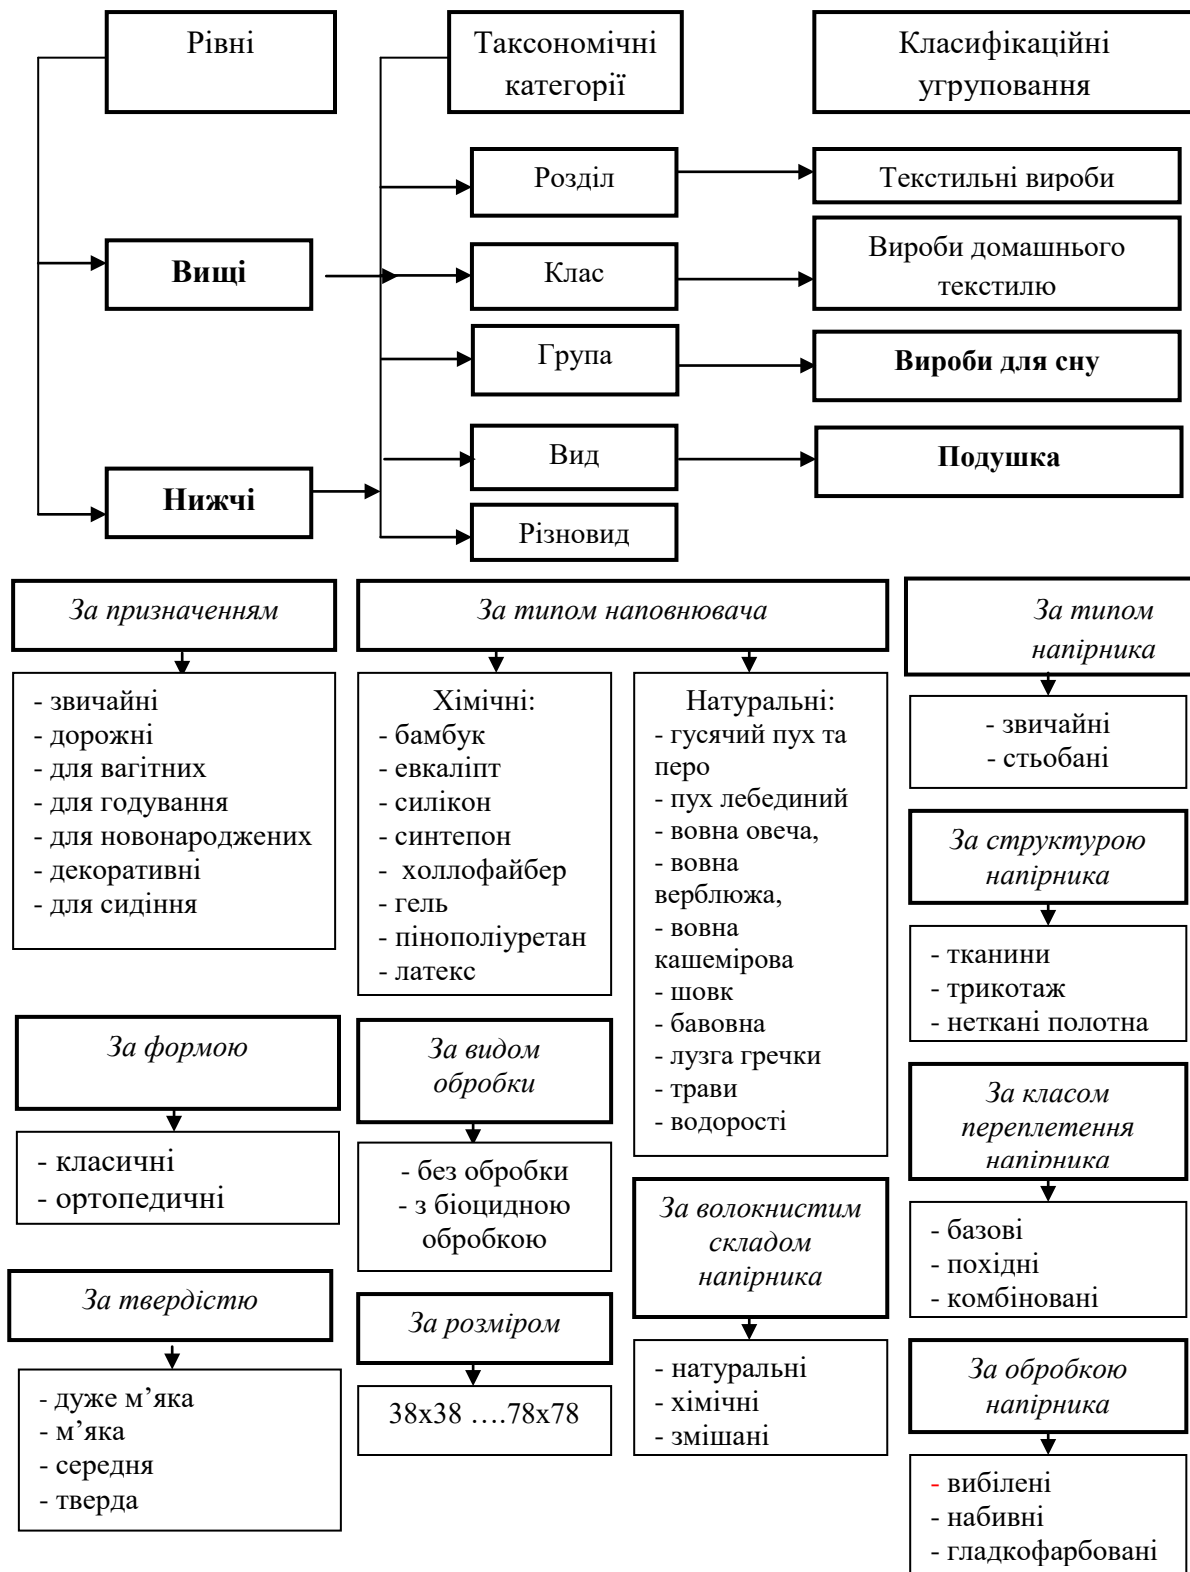 Рівні
Таксономічні
категорії
Класифікаційні
угруповання
Розділ
Текстильні вироби
Вищі
Клас
Вироби домашнього
текстилю
Група
Вироби для сну
Вид
Подушка
Нижчі
Різновид
За призначенням
- звичайні
- дорожні
- для вагітних
- для годування
- для новонароджених
- декоративні
- для сидіння
За типом наповнювача
Хімічні:
- бамбук
- евкаліпт
- силікон
- синтепон
- холлофайбер
- гель
- пінополіуретан
- латекс
Натуральні:
- гусячий пух та
перо
- пух лебединий
- вовна овеча,
- вовна
верблюжа,
- вовна
кашемірова
- шовк
- бавовна
- лузга гречки
- трави
- водорості
За типом
напірника
- звичайні
- стьобані
За структурою
напірника
- тканини
- трикотаж
- неткані полотна
За формою
- класичні
- ортопедичні
За видом
обробки
- без обробки
- з біоцидною
обробкою
За класом
переплетення
напірника
- базові
- похідні
- комбіновані
За волокнистим
складом
напірника
- натуральні
- хімічні
- змішані
За твердістю
- дуже м’яка
- м’яка
- середня
- тверда
За розміром
38х38 ….78х78
За обробкою
напірника
- вибілені
- набивні
- гладкофарбовані